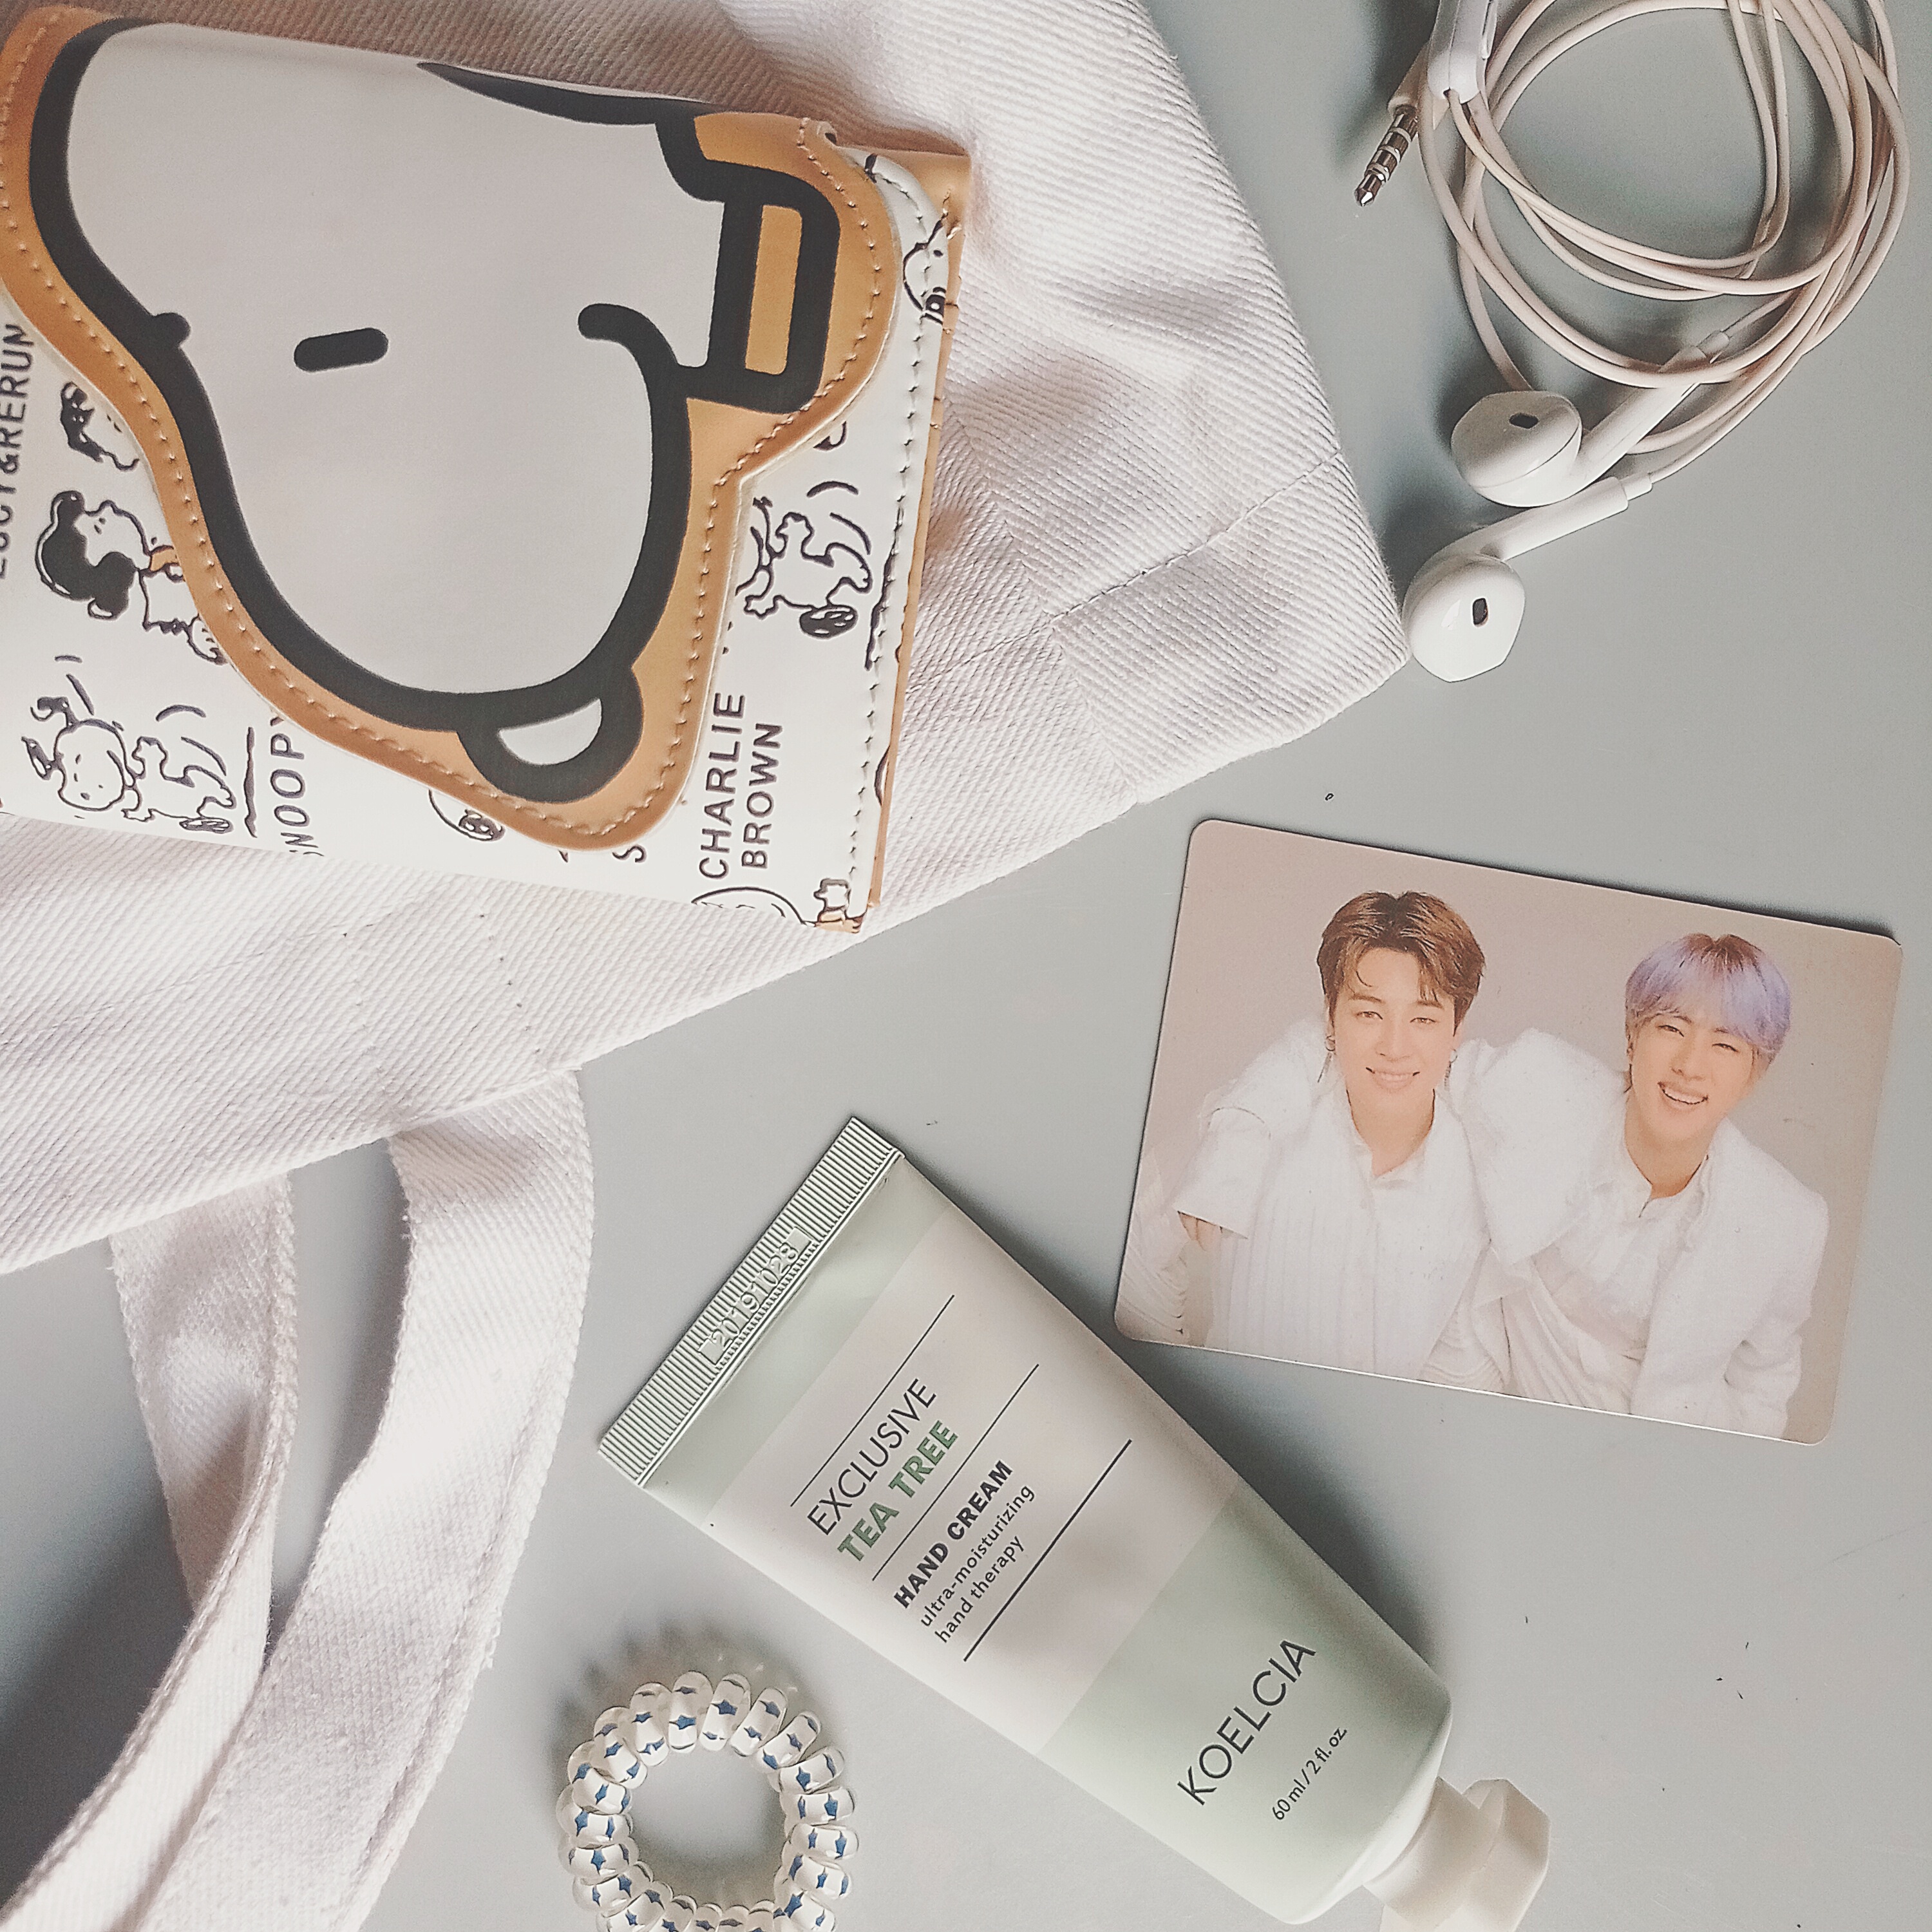 LUCY&RERUN
SNOOPY
S
CHARLIE
BROWN
20191028
EXCLUSIVE
TEA TREE
HAND CREAM
ultra-moisturizing
hand therapy
KOELCIA
60 ml / 2 fl. oz